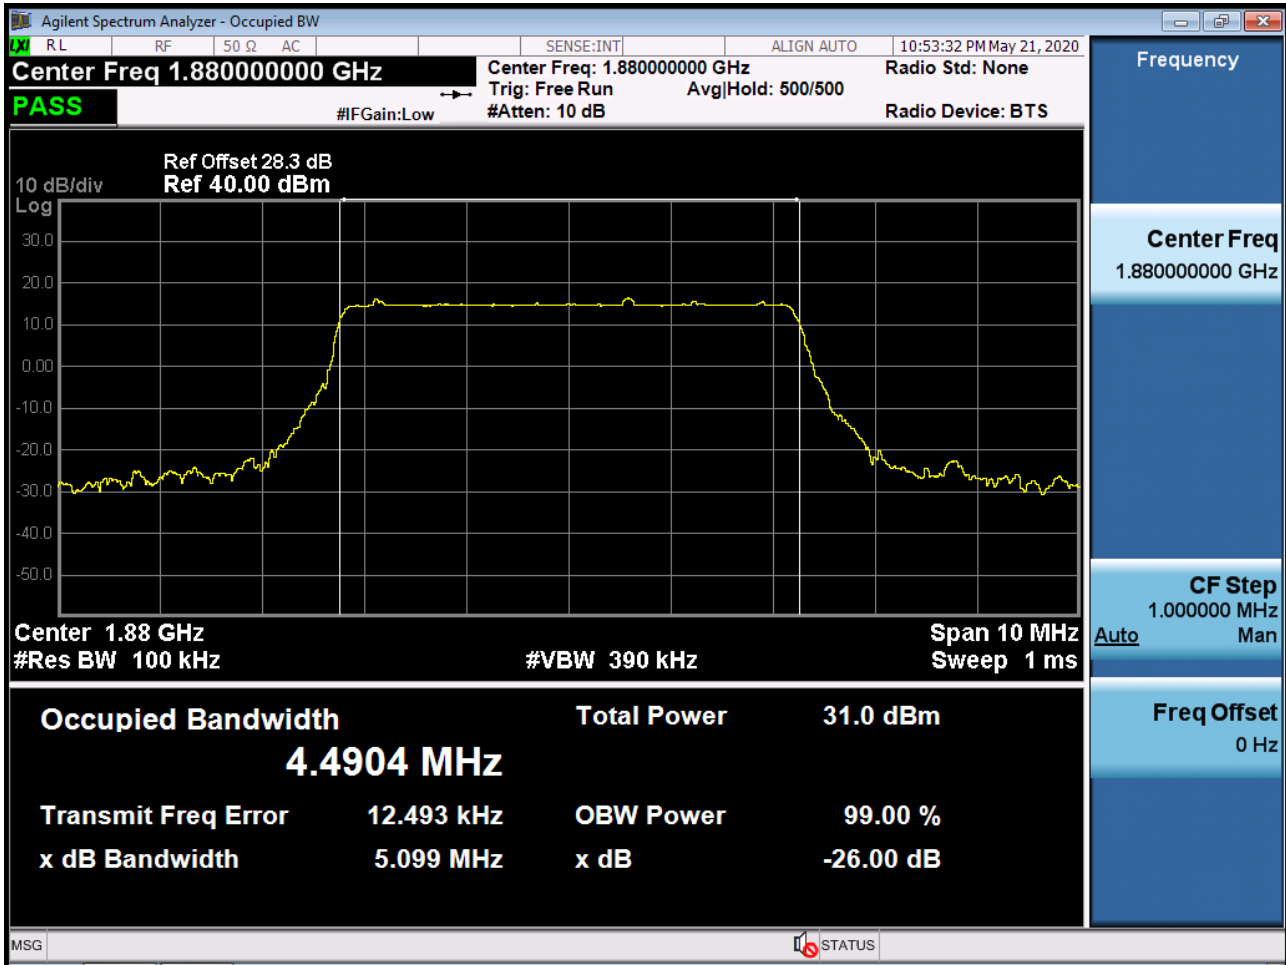 Agilent Spectrum Analyzer - Occupied BW
LXI RL RF 50 Ω AC SENSE:INT ALIGN AUTO 10:53:32 PM May 21, 2020
Center Freq 1.880000000 GHz
Center Freq: 1.880000000 GHz
Radio Std: None
Trig: Free Run Avg|Hold: 500/500
PASS
#IFGain:Low
#Atten: 10 dB
Radio Device: BTS
Ref Offset 28.3 dB
10 dB/div Ref 40.00 dBm
Log
30.0
20.0
10.0
0.00
-10.0
-20.0
-30.0
-40.0
-50.0
Center 1.88 GHz Span 10 MHz
#Res BW 100 kHz #VBW 390 kHz Sweep 1 ms
Occupied Bandwidth Total Power 31.0 dBm
4.4904 MHz
Transmit Freq Error 12.493 kHz OBW Power 99.00 %
x dB Bandwidth 5.099 MHz x dB -26.00 dB
MSG STATUS
Frequency
Center Freq
1.880000000 GHz
CF Step
1.000000 MHz
Auto Man
Freq Offset
0 Hz